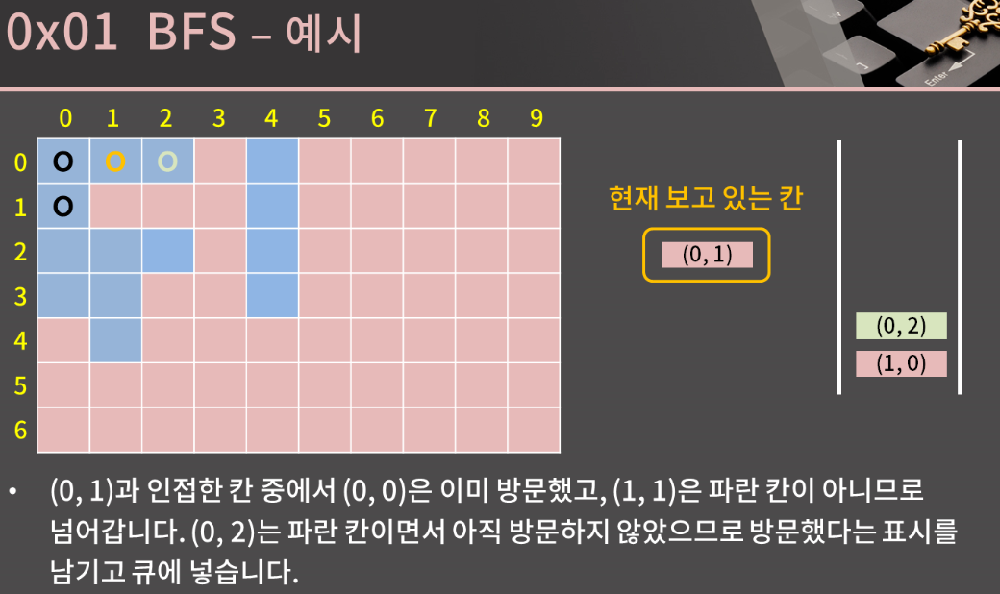 0x01 BFS – 예시
0 1 2 3 4 5 6 7 8 9
0 O O O
1 O
2
3
4
5
6
현재 보고 있는 칸
(0, 1)
(0, 2)
(1, 0)
Enter
• (0, 1)과 인접한 칸 중에서 (0, 0)은 이미 방문했고, (1, 1)은 파란 칸이 아니므로
넘어갑니다. (0, 2)는 파란 칸이면서 아직 방문하지 않았으므로 방문했다는 표시를
남기고 큐에 넣습니다.